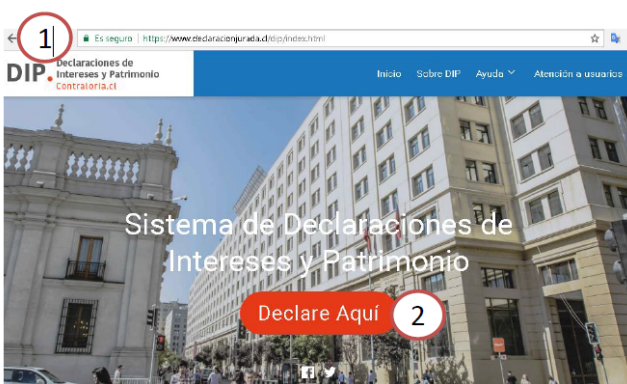 1
Es seguro | https://www.declaracionjurada.cl/dip/index.html
DIP. Declaraciones de
Intereses y Patrimonio
Contraloria.cl
Inicio Sobre DIP Ayuda Atención a usuarios
Sistema de Declaraciones de
Intereses y Patrimonio
Declare Aquí
2